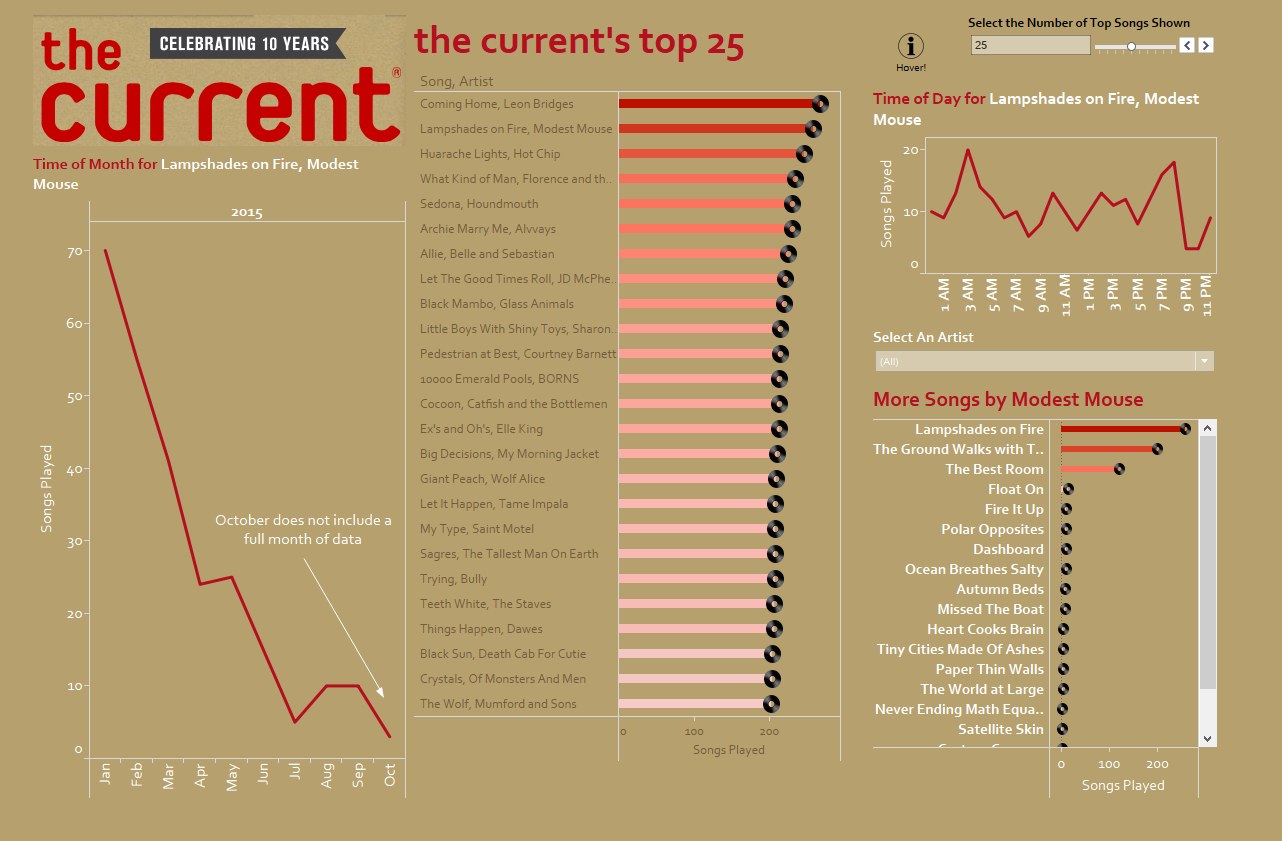 the
current®
CELEBRATING 10 YEARS
Time of Month for Lampshades on Fire, Modest
Mouse
2015
70
60
50
40
30
20
10
0
Songs Played
October does not include a
full month of data
Jan
Feb
Mar
Apr
May
Jun
Jul
Aug
Sep
Oct
the current's top 25
Song, Artist
Coming Home, Leon Bridges
Lampshades on Fire, Modest Mouse
Huarache Lights, Hot Chip
What Kind of Man, Florence and th..
Sedona, Houndmouth
Archie Marry Me, Alvvays
Allie, Belle and Sebastian
Let The Good Times Roll, JD McPhe..
Black Mambo, Glass Animals
Little Boys With Shiny Toys, Sharon..
Pedestrian at Best, Courtney Barnett
10000 Emerald Pools, BORNS
Cocoon, Catfish and the Bottlemen
Ex's and Oh's, Elle King
Big Decisions, My Morning Jacket
Giant Peach, Wolf Alice
Let It Happen, Tame Impala
My Type, Saint Motel
Sagres, The Tallest Man On Earth
Trying, Bully
Teeth White, The Staves
Things Happen, Dawes
Black Sun, Death Cab For Cutie
Crystals, Of Monsters And Men
The Wolf, Mumford and Sons
0
100
200
Songs Played
Hover!
Select the Number of Top Songs Shown
25
Time of Day for Lampshades on Fire, Modest
Mouse
20
10
0
Songs Played
1 AM
3 AM
5 AM
7 AM
9 AM
11 AM
1 PM
3 PM
5 PM
7 PM
9 PM
11 PM
Select An Artist
(All)
More Songs by Modest Mouse
Lampshades on Fire
The Ground Walks with T..
The Best Room
Float On
Fire It Up
Polar Opposites
Dashboard
Ocean Breathes Salty
Autumn Beds
Missed The Boat
Heart Cooks Brain
Tiny Cities Made Of Ashes
Paper Thin Walls
The World at Large
Never Ending Math Equa..
Satellite Skin
0
100
200
Songs Played